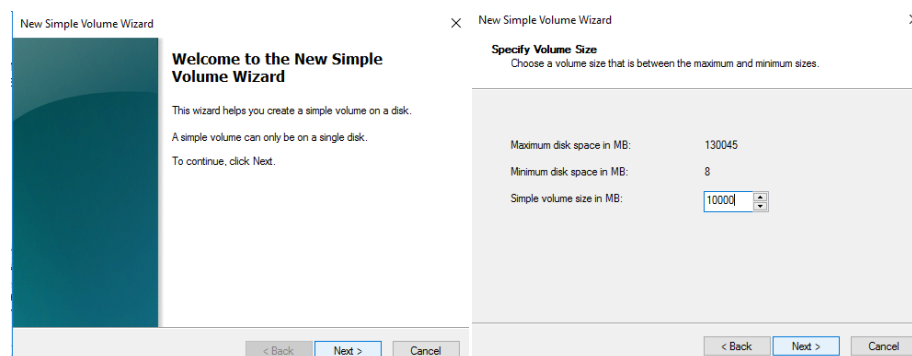 New Simple Volume Wizard
Welcome to the New Simple
Volume Wizard
This wizard helps you create a simple volume on a disk.
A simple volume can only be on a single disk.
To continue, click Next.
< Back Next > Cancel
New Simple Volume Wizard
Specify Volume Size
Choose a volume size that is between the maximum and minimum sizes.
Maximum disk space in MB: 130045
Minimum disk space in MB: 8
Simple volume size in MB: 10000
< Back Next > Cancel